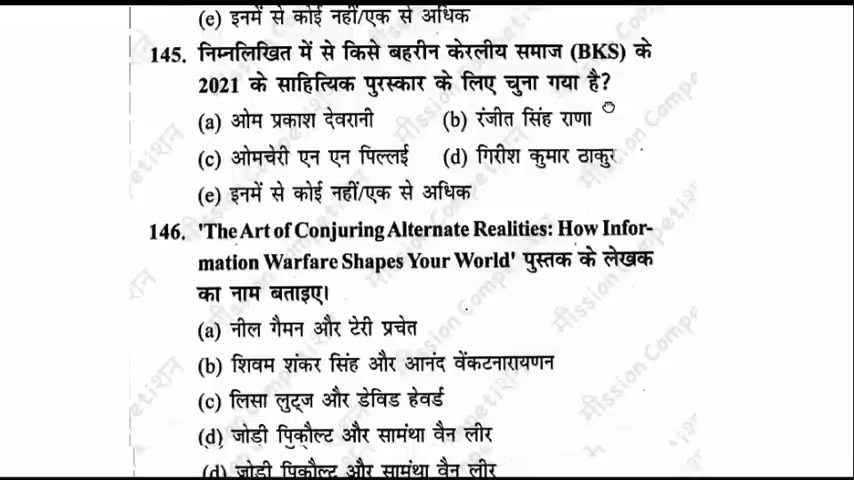 (e) इनमें से कोई नहीं/एक से अधिक
145. निम्नलिखित में से किसे बहरीन केरलीय समाज (BKS) के
2021 के साहित्यिक पुरस्कार के लिए चुना गया है?
(a) ओम प्रकाश देवरानी (b) रंजीत सिंह राणा
(c) ओमचेरी एन एन पिल्लई (d) गिरीश कुमार ठाकुर
(e) इनमें से कोई नहीं/एक से अधिक
146. 'The Art of Conjuring Alternate Realities: How Infor-
mation Warfare Shapes Your World' पुस्तक के लेखक
का नाम बताइए।
(a) नील गैमन और टेरी प्रचेत
(b) शिवम शंकर सिंह और आनंद वेंकटनारायणन
(c) लिसा लुट्ज और डेविड हेवर्ड
(d) जोड़ी पिकौल्ट और सामंथा वैन लीर
(d) जोडी पिकौल्ट और सामंथा वैन लीर